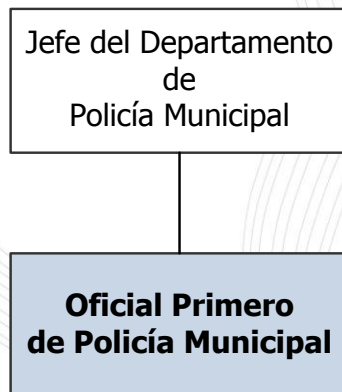 Jefe del Departamento
de
Policía Municipal
Oficial Primero
de Policía Municipal